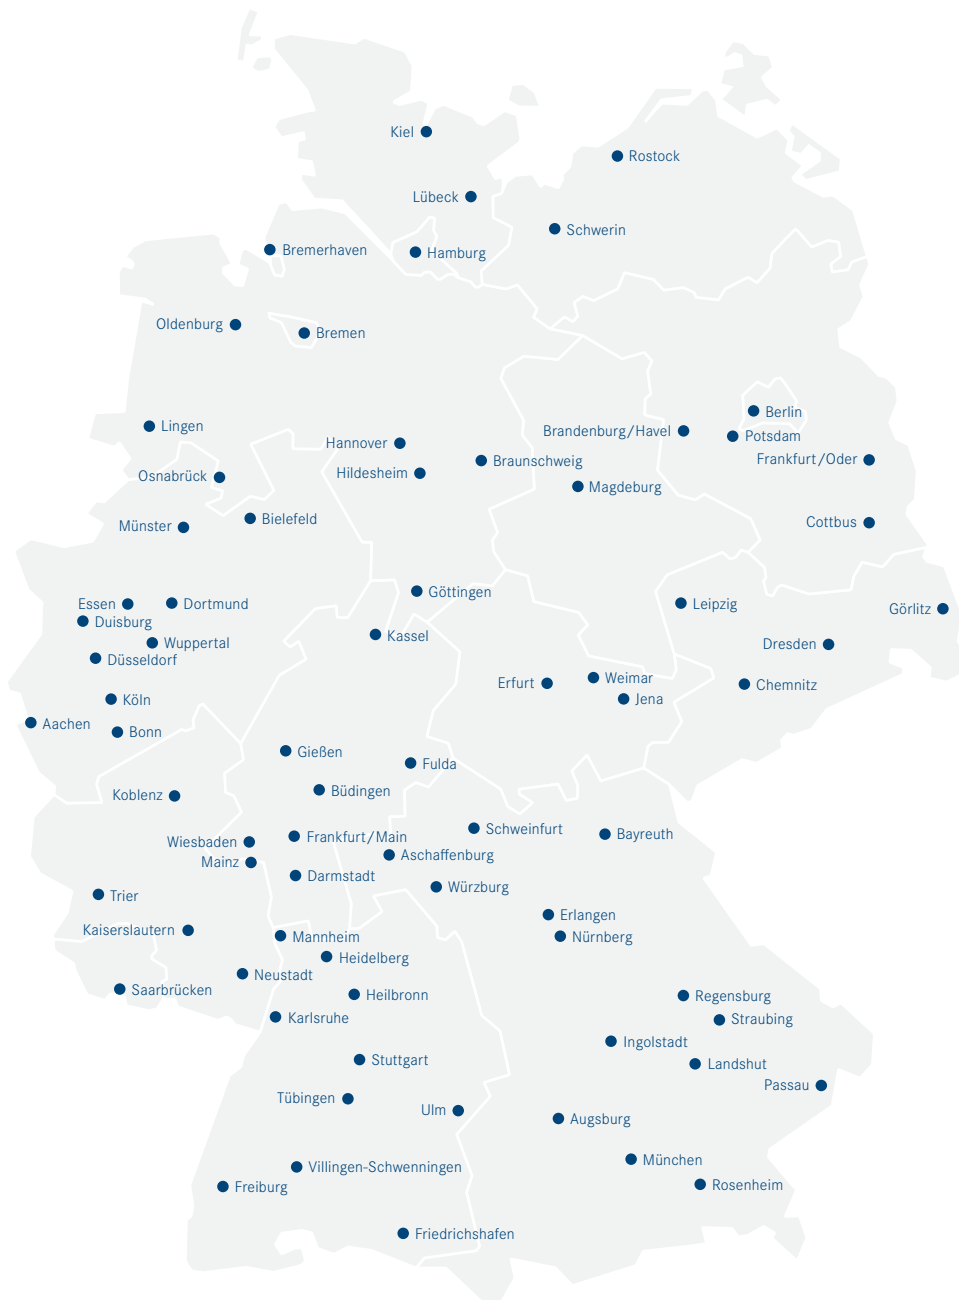 Kiel
Rostock
Lübeck
Schwerin
Bremerhaven
Hamburg
Oldenburg
Bremen
Berlin
Lingen
Brandenburg/Havel
Potsdam
Hannover
Frankfurt/Oder
Braunschweig
Hildesheim
Osnabrück
Magdeburg
Bielefeld
Cottbus
Münster
Göttingen
Essen
Dortmund
Leipzig
Görlitz
Duisburg
Kassel
Wuppertal
Dresden
Düsseldorf
Weimar
Erfurt
Chemnitz
Jena
Köln
Aachen
Bonn
Gießen
Fulda
Büdingen
Koblenz
Schweinfurt
Bayreuth
Frankfurt/Main
Wiesbaden
Aschaffenburg
Mainz
Darmstadt
Würzburg
Trier
Erlangen
Kaiserslautern
Mannheim
Nürnberg
Heidelberg
Neustadt
Saarbrücken
Heilbronn
Regensburg
Karlsruhe
Straubing
Ingolstadt
Stuttgart
Landshut
Passau
Tübingen
Ulm
Augsburg
München
Villingen-Schwenningen
Rosenheim
Freiburg
Friedrichshafen